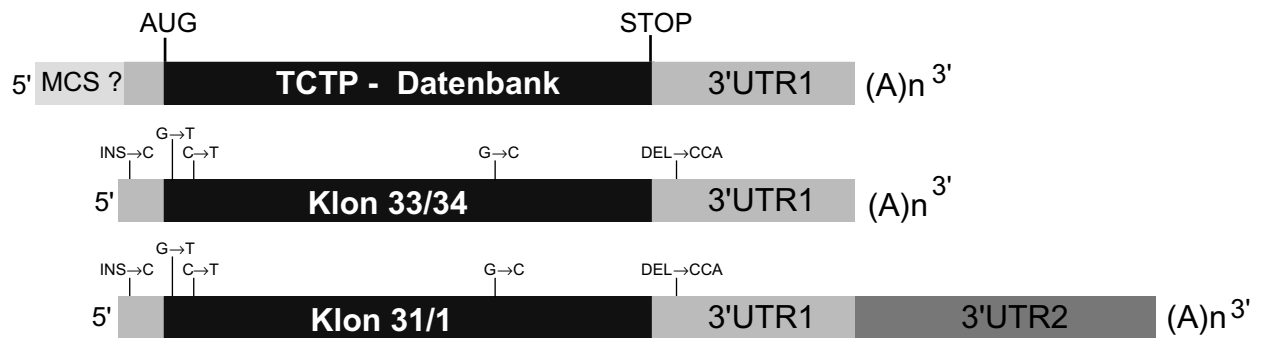 AUG STOP
5' MCS ? TCTP - Datenbank 3'UTR1 (A)n 3'
G→T
INS→C C→T G→C DEL→CCA
5' Klon 33/34 3'UTR1 (A)n 3'
G→T
INS→C C→T G→C DEL→CCA
5' Klon 31/1 3'UTR1 3'UTR2 (A)n 3'